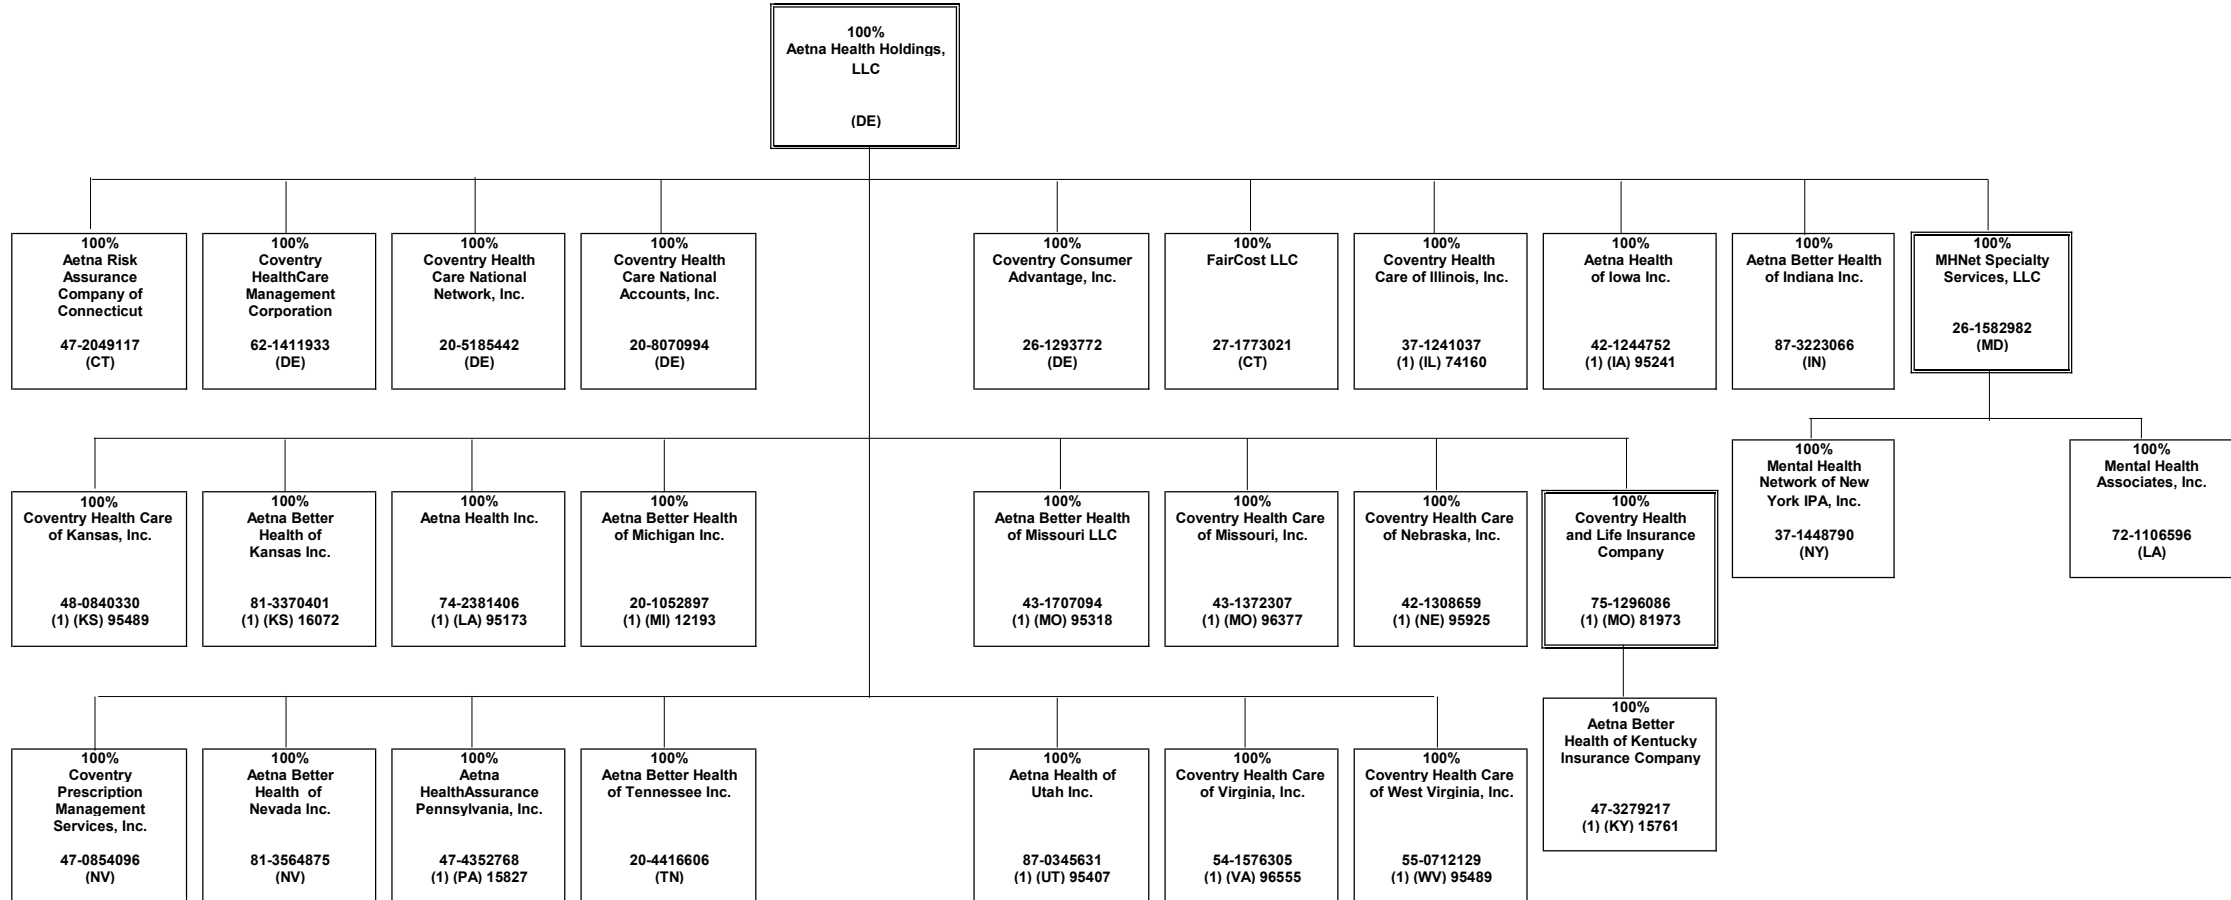 100%
Aetna Health Holdings,
LLC
(DE)
100%
Aetna Risk
Assurance
Company of
Connecticut
47-2049117
(CT)
100%
Coventry
HealthCare
Management
Corporation
62-1411933
(DE)
100%
Coventry Health
Care National
Network, Inc.
20-5185442
(DE)
100%
Coventry Health
Care National
Accounts, Inc.
20-8070994
(DE)
100%
Coventry Consumer
Advantage, Inc.
26-1293772
(DE)
100%
FairCost LLC
27-1773021
(CT)
100%
Coventry Health
Care of Illinois, Inc.
37-1241037
(1) (IL) 74160
100%
Aetna Health
of Iowa Inc.
42-1244752
(1) (IA) 95241
100%
Aetna Better Health
of Indiana Inc.
87-3223066
(IN)
100%
MHNet Specialty
Services, LLC
26-1582982
(MD)
100%
Mental Health
Network of New
York IPA, Inc.
37-1448790
(NY)
100%
Mental Health
Associates, Inc.
72-1106596
(LA)
100%
Coventry Health Care
of Kansas, Inc.
48-0840330
(1) (KS) 95489
100%
Aetna Better
Health of
Kansas Inc.
81-3370401
(1) (KS) 16072
100%
Aetna Health Inc.
74-2381406
(1) (LA) 95173
100%
Aetna Better Health
of Michigan Inc.
20-1052897
(1) (MI) 12193
100%
Aetna Better Health
of Missouri LLC
43-1707094
(1) (MO) 95318
100%
Coventry Health Care
of Missouri, Inc.
43-1372307
(1) (MO) 96377
100%
Coventry Health Care
of Nebraska, Inc.
42-1308659
(1) (NE) 95925
100%
Coventry Health
and Life Insurance
Company
75-1296086
(1) (MO) 81973
100%
Aetna Better
Health of Kentucky
Insurance Company
47-3279217
(1) (KY) 15761
100%
Coventry
Prescription
Management
Services, Inc.
47-0854096
(NV)
100%
Aetna Better
Health  of
Nevada Inc.
81-3564875
(NV)
100%
Aetna
HealthAssurance
Pennsylvania, Inc.
47-4352768
(1) (PA) 15827
100%
Aetna Better Health
of Tennessee Inc.
20-4416606
(TN)
100%
Aetna Health of
Utah Inc.
87-0345631
(1) (UT) 95407
100%
Coventry Health Care
of Virginia, Inc.
54-1576305
(1) (VA) 96555
100%
Coventry Health Care
of West Virginia, Inc.
55-0712129
(1) (WV) 95489